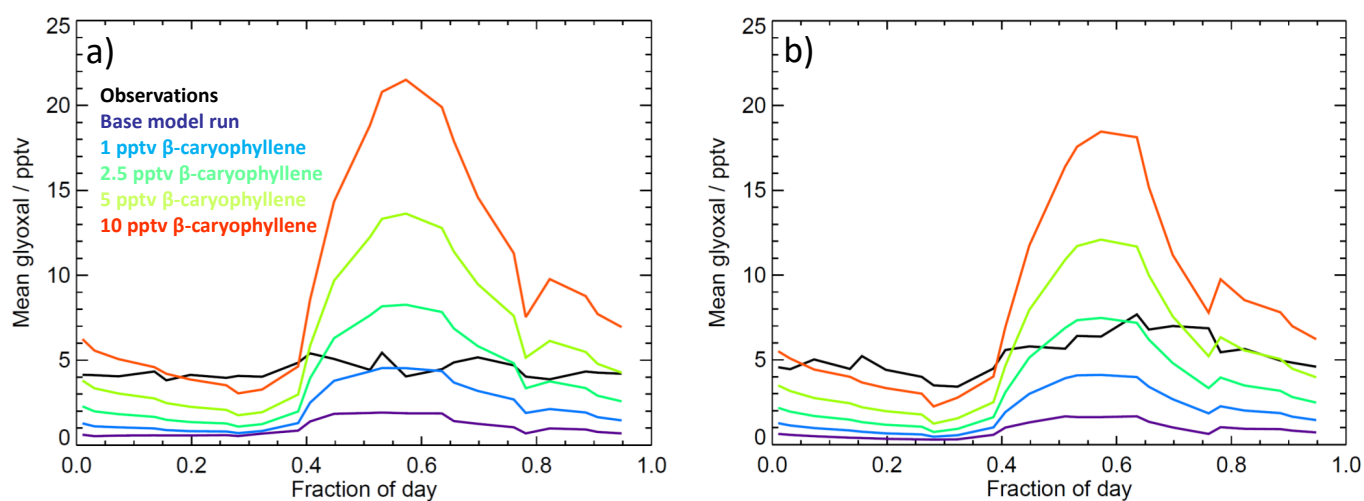 a)
Observations
Base model run
1 pptv β-caryophyllene
2.5 pptv β-caryophyllene
5 pptv β-caryophyllene
10 pptv β-caryophyllene
Mean glyoxal / pptv
25
20
15
10
5
0
0.0 0.2 0.4 0.6 0.8 1.0
Fraction of day
b)
Mean glyoxal / pptv
25
20
15
10
5
0
0.0 0.2 0.4 0.6 0.8 1.0
Fraction of day